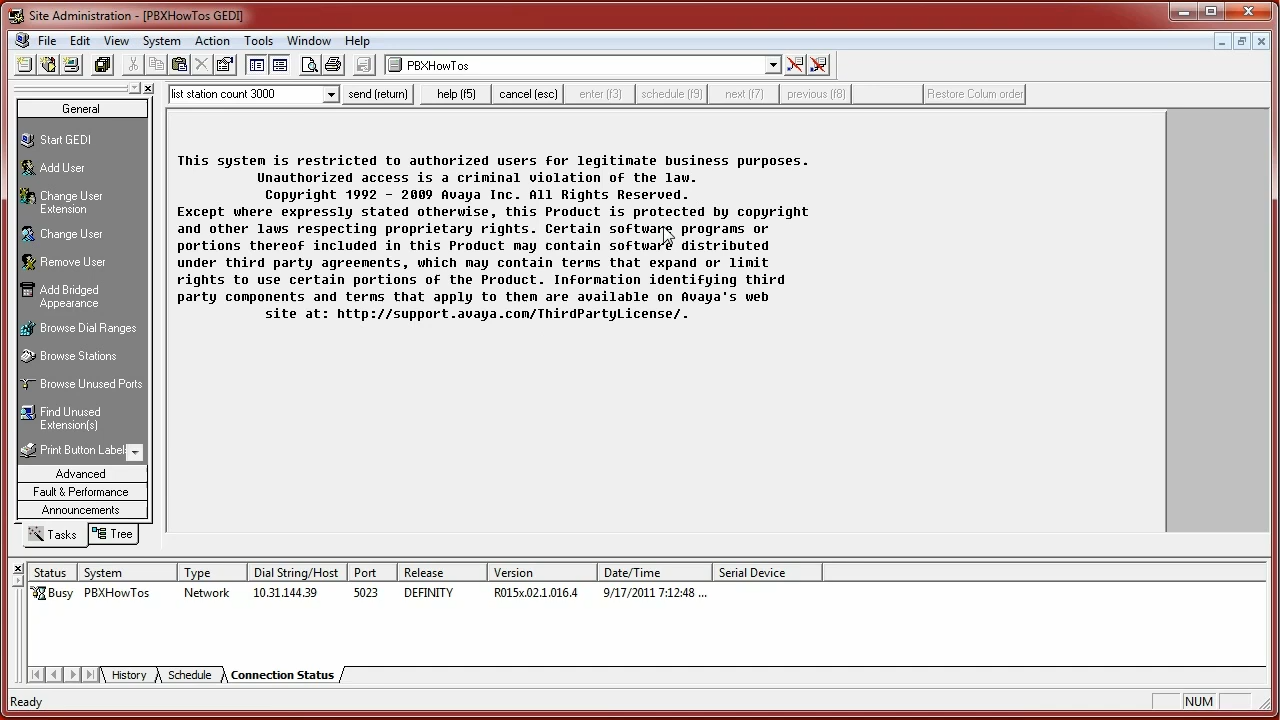 Site Administration - [PBXHowTos GEDI]
File Edit View System Action Tools Window Help
PBXHowTos
list station count 3000 send (return) help (f5) cancel (esc) enter (f3) schedule (f9) next (f7) previous (f8) Restore Colum order
General
Start GEDI
Add User
Change User
Extension
Change User
Remove User
Add Bridged
Appearance
Browse Dial Ranges
Browse Stations
Browse Unused Ports
Find Unused
Extension(s)
Print Button Label
Advanced
Fault & Performance
Announcements
Tasks Tree
This system is restricted to authorized users for legitimate business purposes.
Unauthorized access is a criminal violation of the law.
Copyright 1992 - 2009 Avaya Inc. All Rights Reserved.
Except where expressly stated otherwise, this Product is protected by copyright
and other laws respecting proprietary rights. Certain software programs or
portions thereof included in this Product may contain software distributed
under third party agreements, which may contain terms that expand or limit
rights to use certain portions of the Product. Information identifying third
party components and terms that apply to them are available on Avaya's web
site at: http://support.avaya.com/ThirdPartyLicense/.
Status System Type Dial String/Host Port Release Version Date/Time Serial Device
Busy PBXHowTos Network 10.31.144.39 5023 DEFINITY R015x.02.1.016.4 9/17/2011 7:12:48 ...
History Schedule Connection Status
Ready NUM